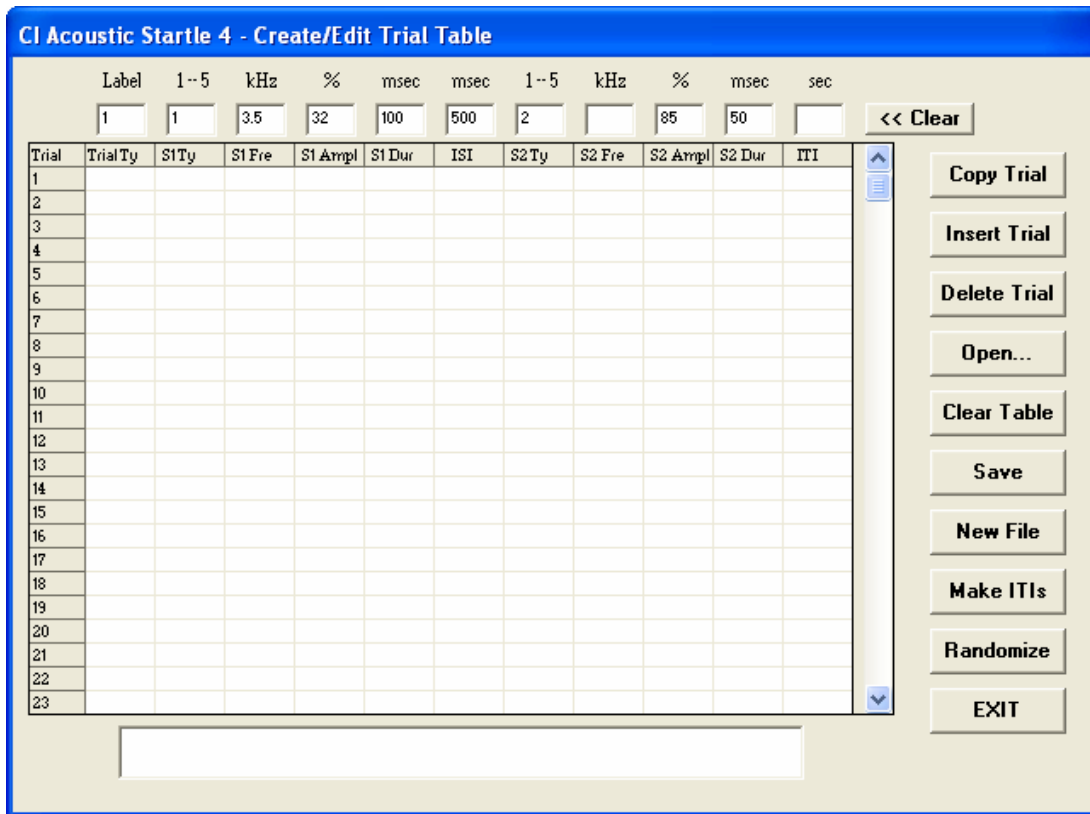 CI Acoustic Startle 4 - Create/Edit Trial Table
Label 1--5 kHz % msec msec 1--5 kHz % msec sec
1 1 3.5 32 100 500 2 85 50 << Clear
Trial Trial Ty S1 Ty S1 Fre S1 Ampl S1 Dur ISI S2 Ty S2 Fre S2 Ampl S2 Dur ITI
1
2
3
4
5
6
7
8
9
10
11
12
13
14
15
16
17
18
19
20
21
22
23
Copy Trial
Insert Trial
Delete Trial
Open...
Clear Table
Save
New File
Make ITIs
Randomize
EXIT